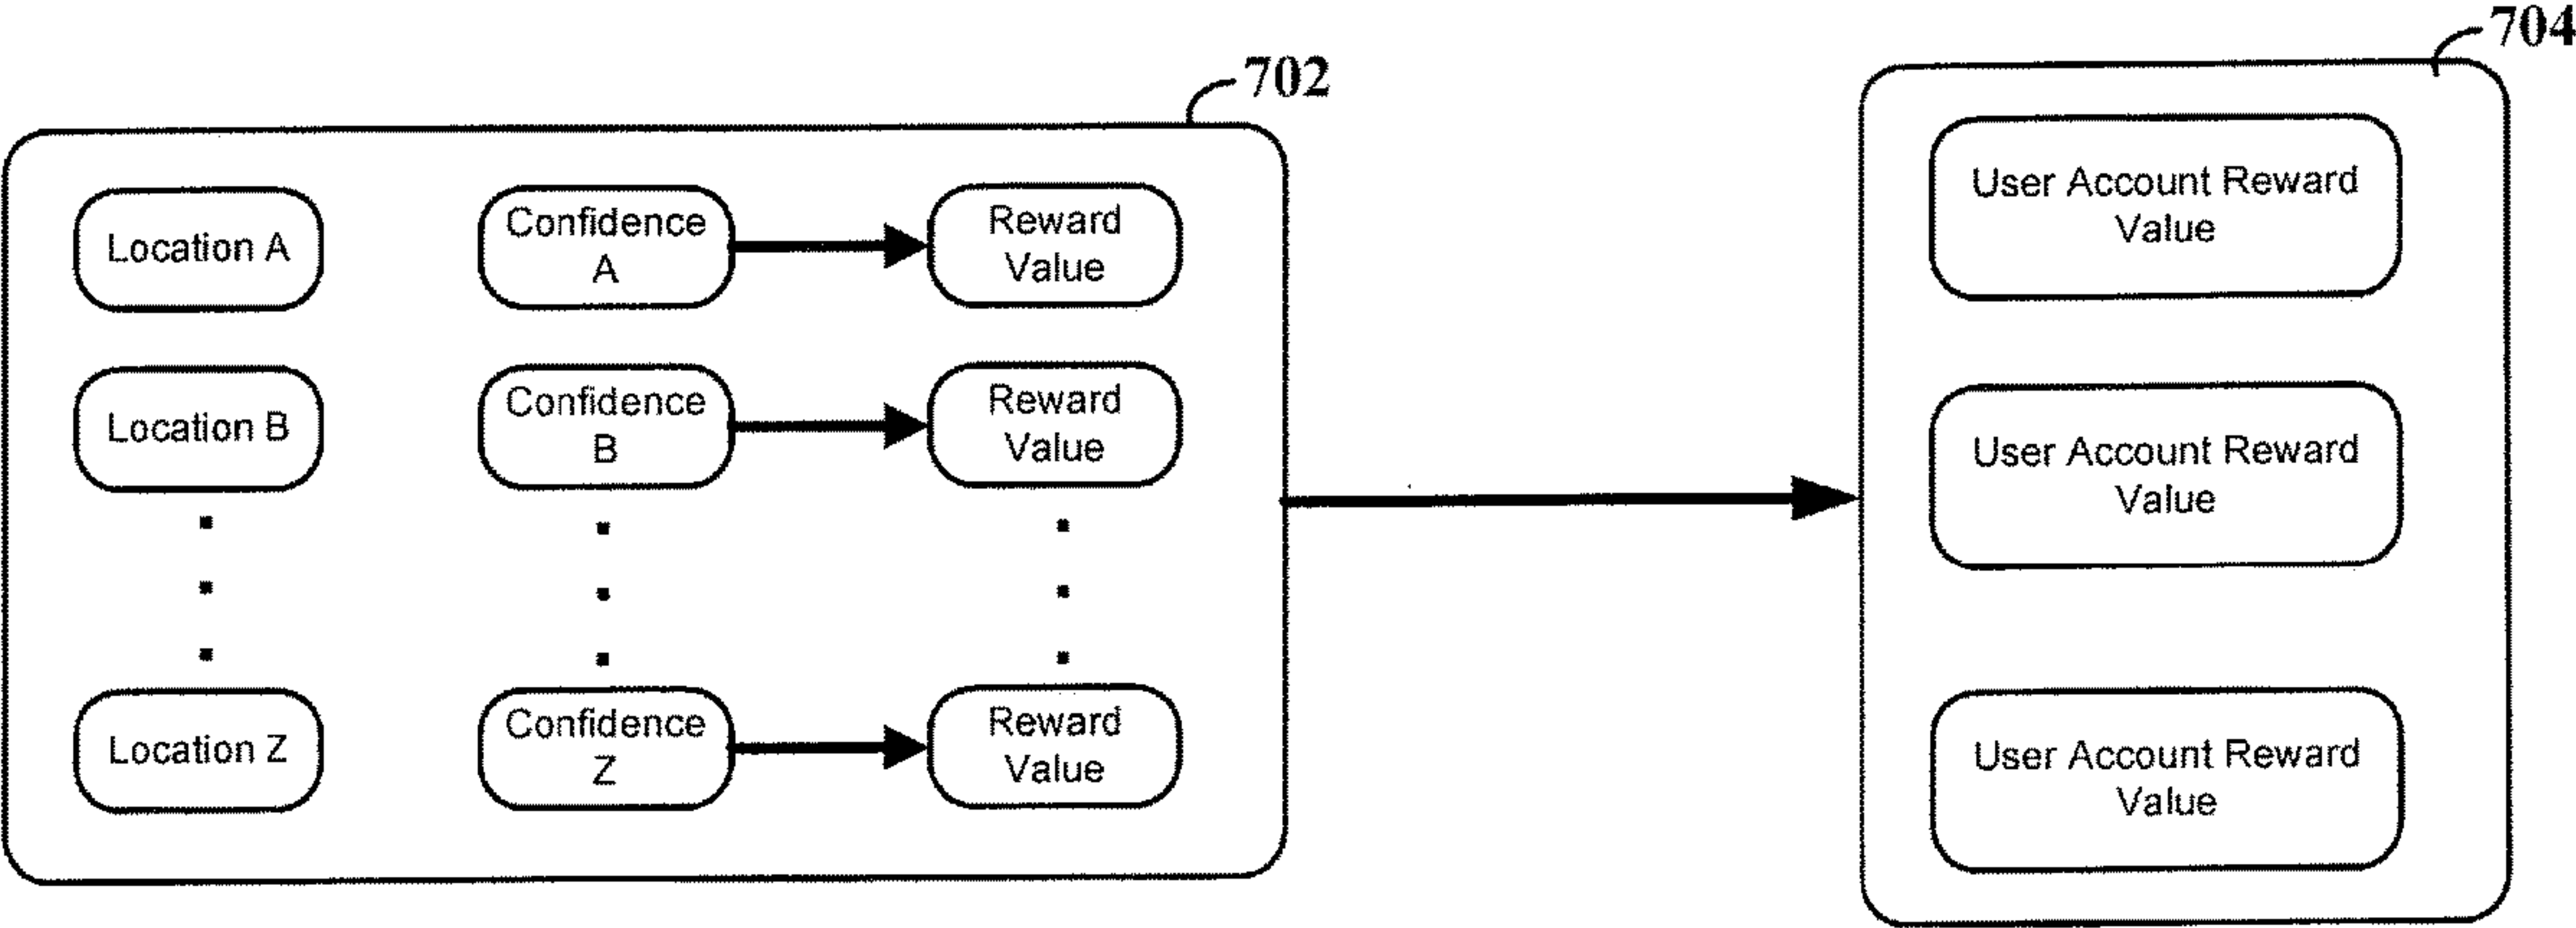 704
702
User Account Reward
Value
Location A
Confidence
A
Reward
Value
Location B
Confidence
B
Reward
Value
User Account Reward
Value
Location Z
Confidence
Z
Reward
Value
User Account Reward
Value